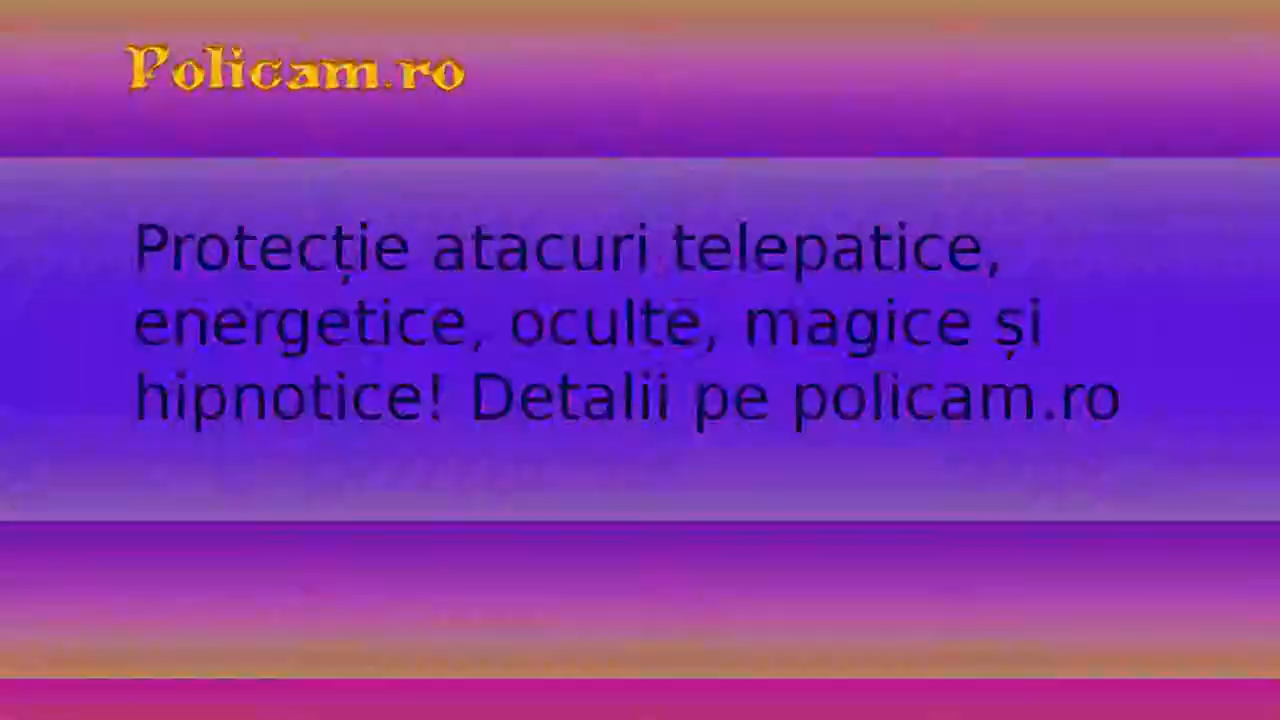 Policam.ro
Protecție atacuri telepatice,
energetice, oculte, magice și
hipnotice! Detalii pe policam.ro